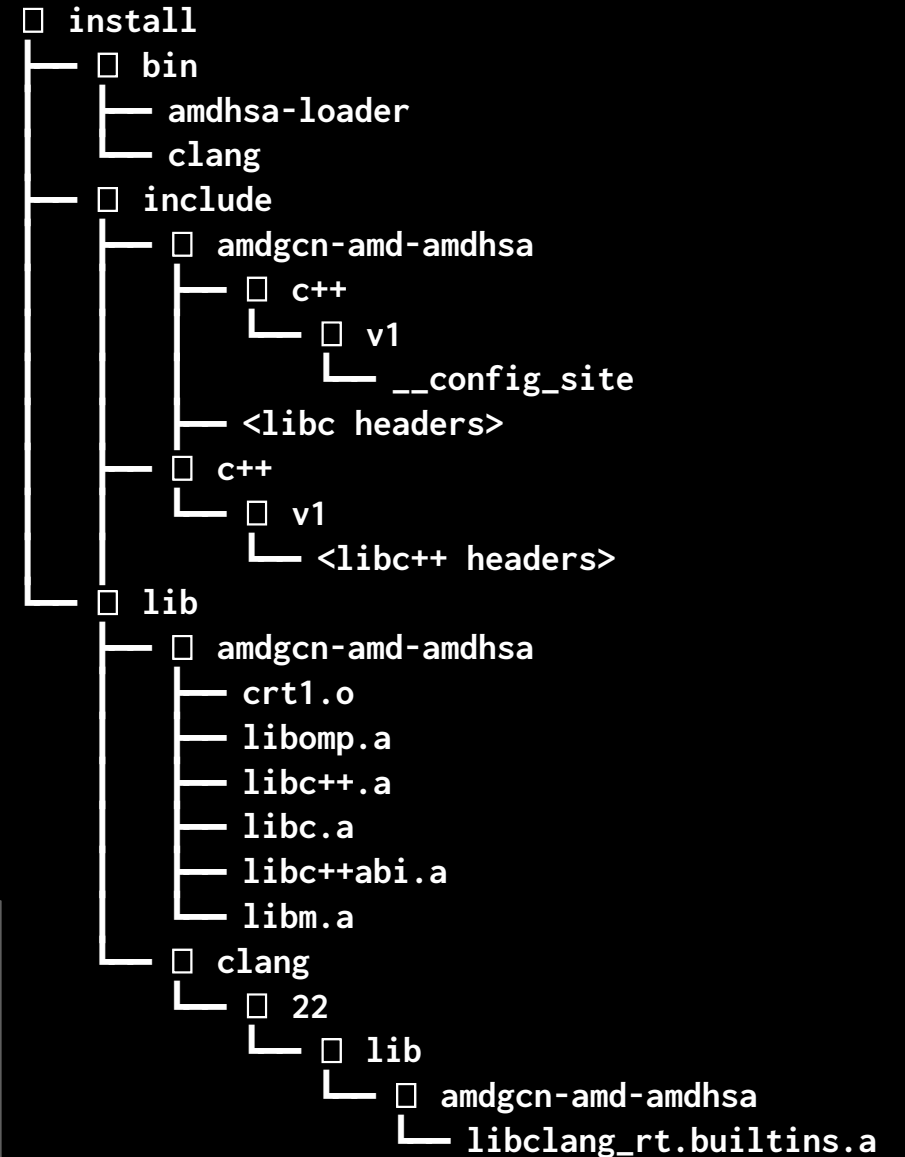 install
bin
amdhsa-loader
clang
include
amdgcn-amd-amdhsa
c++
v1
__config_site
<libc headers>
c++
v1
<libc++ headers>
lib
amdgcn-amd-amdhsa
crt1.o
libomp.a
libc++.a
libc.a
libc++abi.a
libm.a
clang
22
lib
amdgcn-amd-amdhsa
libclang_rt.builtins.a